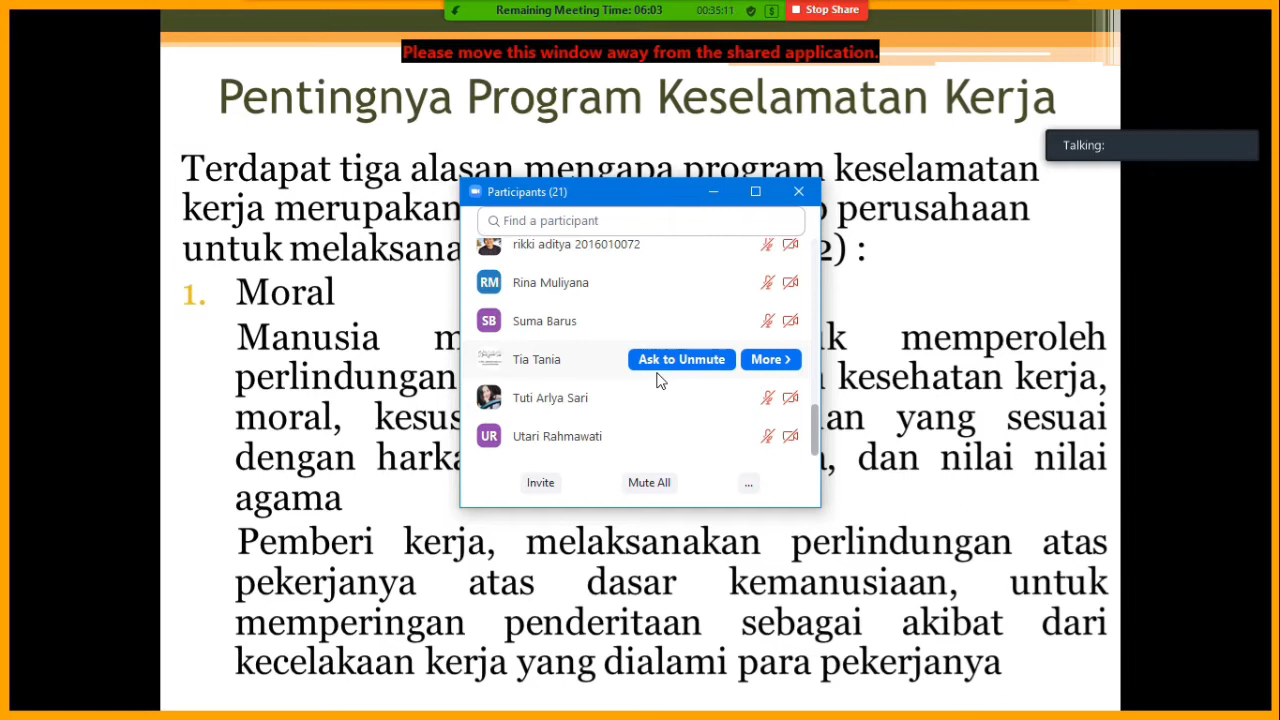 Remaining Meeting Time: 06:03 00:35:11 $ Stop Share
Please move this window away from the shared application.
Pentingnya Program Keselamatan Kerja
Talking:
Terdapat tiga alasan mengapa program keselamatan
kerja merupakan perusahaan
untuk 2) :
1. Moral
Manusia memperoleh
perlindungan kesehatan kerja,
moral, yang sesuai
dengan dan nilai nilai
agama
Pemberi kerja, melaksanakan perlindungan atas
pekerjanya atas dasar kemanusiaan, untuk
memperingan penderitaan sebagai akibat dari
kecelakaan kerja yang dialami para pekerjanya
Participants (21)
Find a participant
rikki aditya 2016010072
RM Rina Muliyana
SB Suma Barus
Tia Tania Ask to Unmute More >
Tuti Arlya Sari
UR Utari Rahmawati
Invite Mute All ...